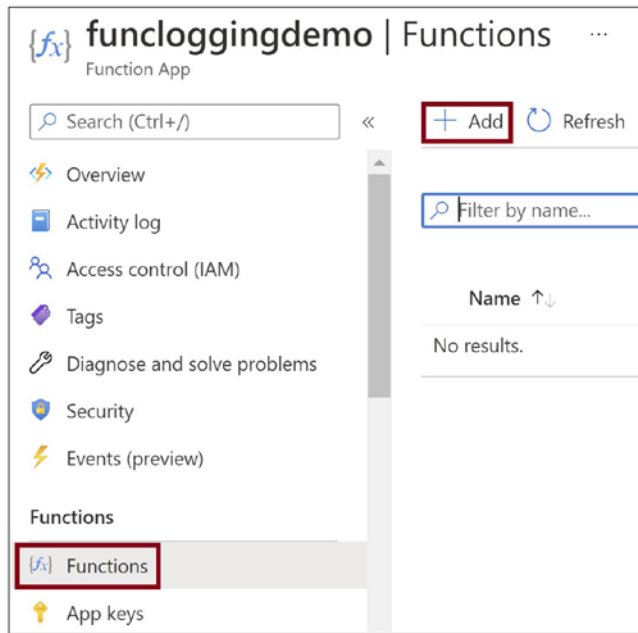 {fx} funcloggingdemo | Functions ...
Function App
Search (Ctrl+/)
«
Overview
Activity log
Access control (IAM)
Tags
Diagnose and solve problems
Security
Events (preview)
Functions
{fx} Functions
App keys
+ Add
Refresh
Filter by name...
Name ↑↓
No results.